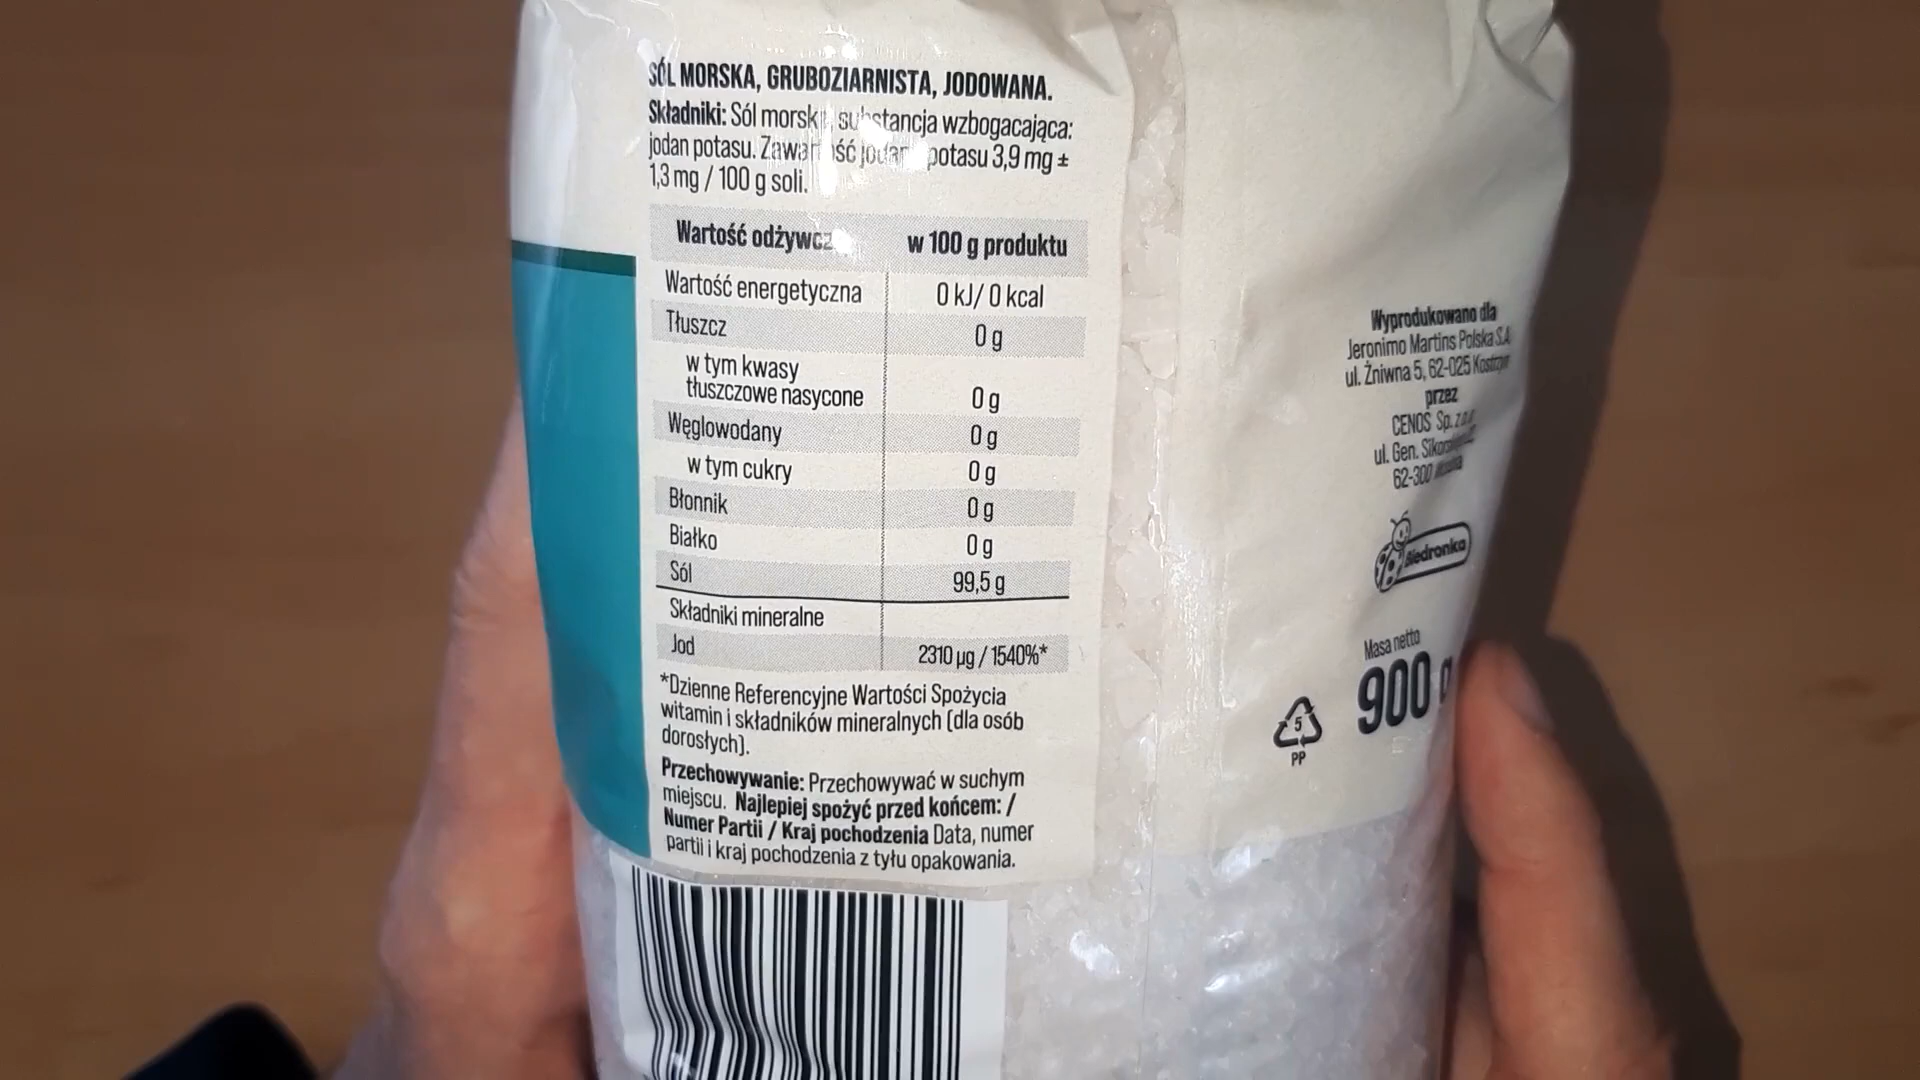 SÓL MORSKA, GRUBOZIARNISTA, JODOWANA.
Składniki: Sól morska, substancja wzbogacająca:
jodan potasu. Zawartość jodanu potasu 3,9 mg ±
1,3 mg / 100 g soli.
Wartość odżywcza w 100 g produktu
Wartość energetyczna 0 kJ/ 0 kcal
Tłuszcz 0 g
w tym kwasy
tłuszczowe nasycone 0 g
Węglowodany 0 g
w tym cukry 0 g
Błonnik 0 g
Białko 0 g
Sól 99,5 g
Składniki mineralne
Jod 2310 µg / 1540%*
*Dzienne Referencyjne Wartości Spożycia
witamin i składników mineralnych (dla osób
dorosłych).
Przechowywanie: Przechowywać w suchym
miejscu. Najlepiej spożyć przed końcem: /
Numer Partii / Kraj pochodzenia Data, numer
partii i kraj pochodzenia z tyłu opakowania.
Wyprodukowano dla
Jeronimo Martins Polska S.A.
ul. Żniwna 5, 62-025 Kostrzyn
przez
CENOS Sp. z o.o.
ul. Gen.
62-300
Biedronka
Masa netto
900 g
5
PP